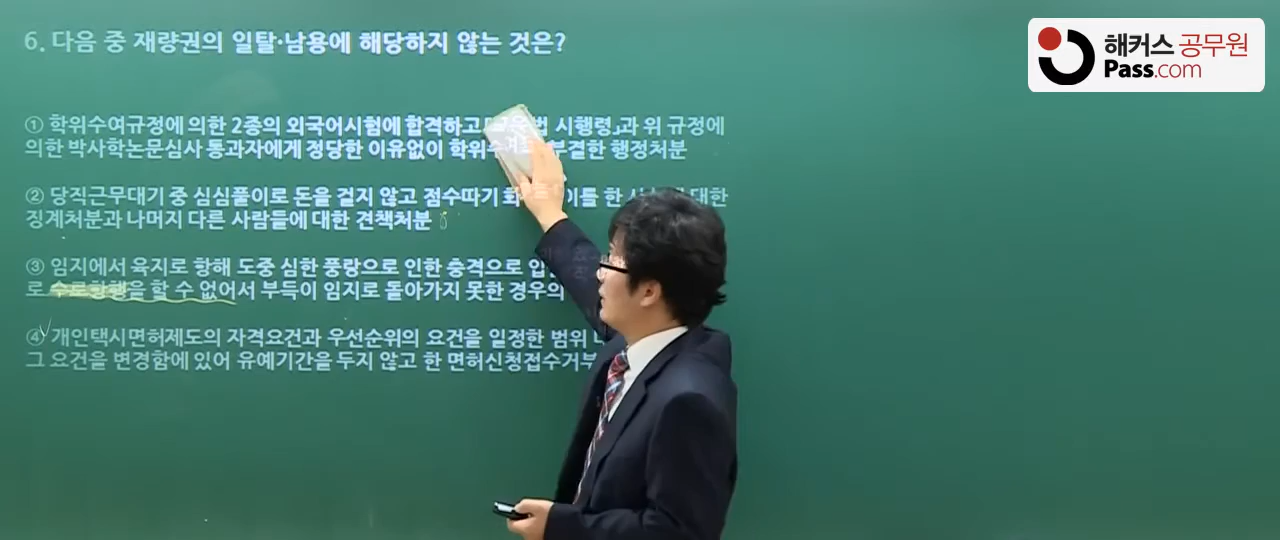 6. 다음 중 재량권의 일탈·남용에 해당하지 않는 것은?
해커스 공무원
Pass.com
① 학위수여규정에 의한 2종의 외국어시험에 합격하고 시행령」과 위 규정에
의한 박사학논문심사 통과자에게 정당한 이유없이 부결한 행정처분
② 당직근무대기 중 심심풀이로 돈을 걸지 않고 점수따기 한 대한
징계처분과 나머지 다른 사람들에 대한 견책처분
③ 임지에서 육지로 항해 도중 심한 풍랑으로 인한 충격으로
로 수로항행을 할 수 없어서 부득이 임지로 돌아가지 못한 경우의
④ 개인택시면허제도의 자격요건과 우선순위의 요건을 일정한 범위
그 요건을 변경함에 있어 유예기간을 두지 않고 한